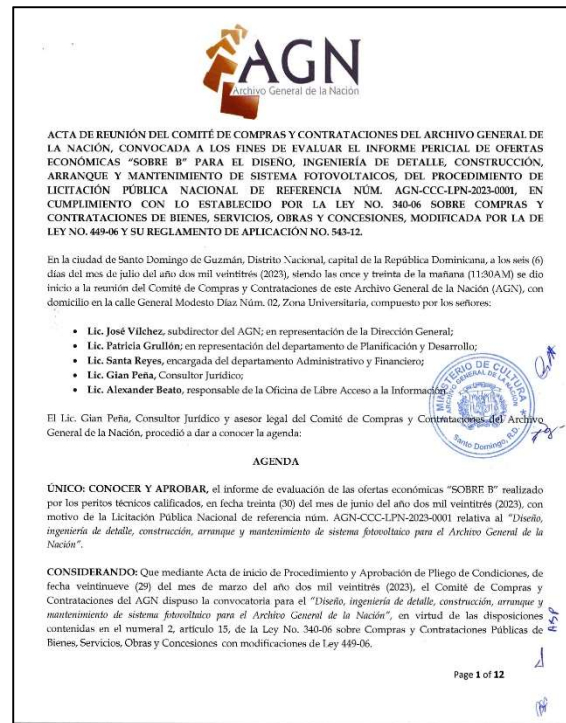 AGN
Archivo General de la Nación
ACTA DE REUNIÓN DEL COMITÉ DE COMPRAS Y CONTRATACIONES DEL ARCHIVO GENERAL DE
LA NACIÓN, CONVOCADA A LOS FINES DE EVALUAR EL INFORME PERICIAL DE OFERTAS
ECONÓMICAS “SOBRE B” PARA EL DISEÑO, INGENIERÍA DE DETALLE, CONSTRUCCIÓN,
ARRANQUE Y MANTENIMIENTO DE SISTEMA FOTOVOLTAICOS, DEL PROCEDIMIENTO DE
LICITACIÓN PÚBLICA NACIONAL DE REFERENCIA NÚM. AGN-CCC-LPN-2023-0001, EN
CUMPLIMIENTO CON LO ESTABLECIDO POR LA LEY NO. 340-06 SOBRE COMPRAS Y
CONTRATACIONES DE BIENES, SERVICIOS, OBRAS Y CONCESIONES, MODIFICADA POR LA DE
LEY NO. 449-06 Y SU REGLAMENTO DE APLICACIÓN NO. 543-12.
En la ciudad de Santo Domingo de Guzmán, Distrito Nacional, capital de la República Dominicana, a los seis (6)
días del mes de julio del año dos mil veintitrés (2023), siendo las once y treinta de la mañana (11:30AM) se dio
inicio a la reunión del Comité de Compras y Contrataciones de este Archivo General de la Nación (AGN), con
domicilio en la calle General Modesto Díaz Núm. 02, Zona Universitaria, compuesto por los señores:
• Lic. José Vílchez, subdirector del AGN; en representación de la Dirección General;
• Lic. Patricia Grullón; en representación del departamento de Planificación y Desarrollo;
• Lic. Santa Reyes, encargada del departamento Administrativo y Financiero;
• Lic. Gian Peña, Consultor Jurídico;
• Lic. Alexander Beato, responsable de la Oficina de Libre Acceso a la Información.
MINISTERIO DE CULTURA
ARCHIVO GENERAL DE LA NACIÓN
Santo Domingo, R.D.
El Lic. Gian Peña, Consultor Jurídico y asesor legal del Comité de Compras y Contrataciones del Archivo
General de la Nación, procedió a dar a conocer la agenda:
AGENDA
ÚNICO: CONOCER Y APROBAR, el informe de evaluación de las ofertas económicas “SOBRE B” realizado
por los peritos técnicos calificados, en fecha treinta (30) del mes de junio del año dos mil veintitrés (2023), con
motivo de la Licitación Pública Nacional de referencia núm. AGN-CCC-LPN-2023-0001 relativa al “Diseño,
ingeniería de detalle, construcción, arranque y mantenimiento de sistema fotovoltaico para el Archivo General de la
Nación”.
CONSIDERANDO: Que mediante Acta de inicio de Procedimiento y Aprobación de Pliego de Condiciones, de
fecha veintinueve (29) del mes de marzo del año dos mil veintitrés (2023), el Comité de Compras y
Contrataciones del AGN dispuso la convocatoria para el “Diseño, ingeniería de detalle, construcción, arranque y
mantenimiento de sistema fotovoltaico para el Archivo General de la Nación”, en virtud de las disposiciones
contenidas en el numeral 2, artículo 15, de la Ley No. 340-06 sobre Compras y Contrataciones Públicas de
Bienes, Servicios, Obras y Concesiones con modificaciones de Ley 449-06.
ASP
Page 1 of 12